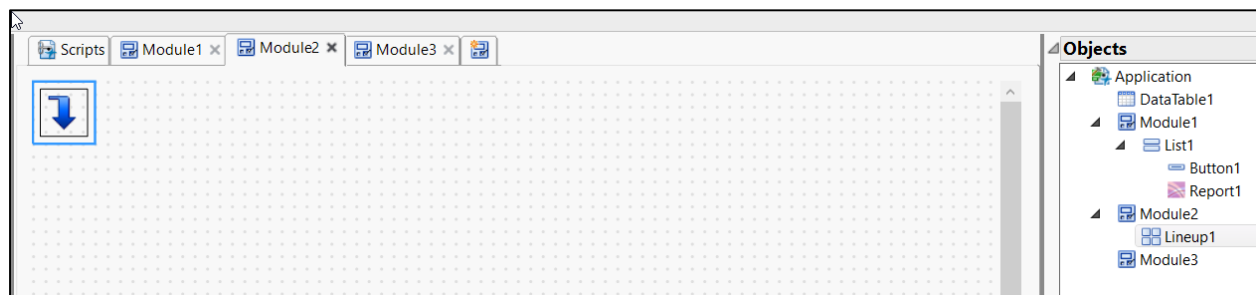 Scripts Module1 Module2 Module3
Objects
Application
DataTable1
Module1
List1
Button1
Report1
Module2
Lineup1
Module3